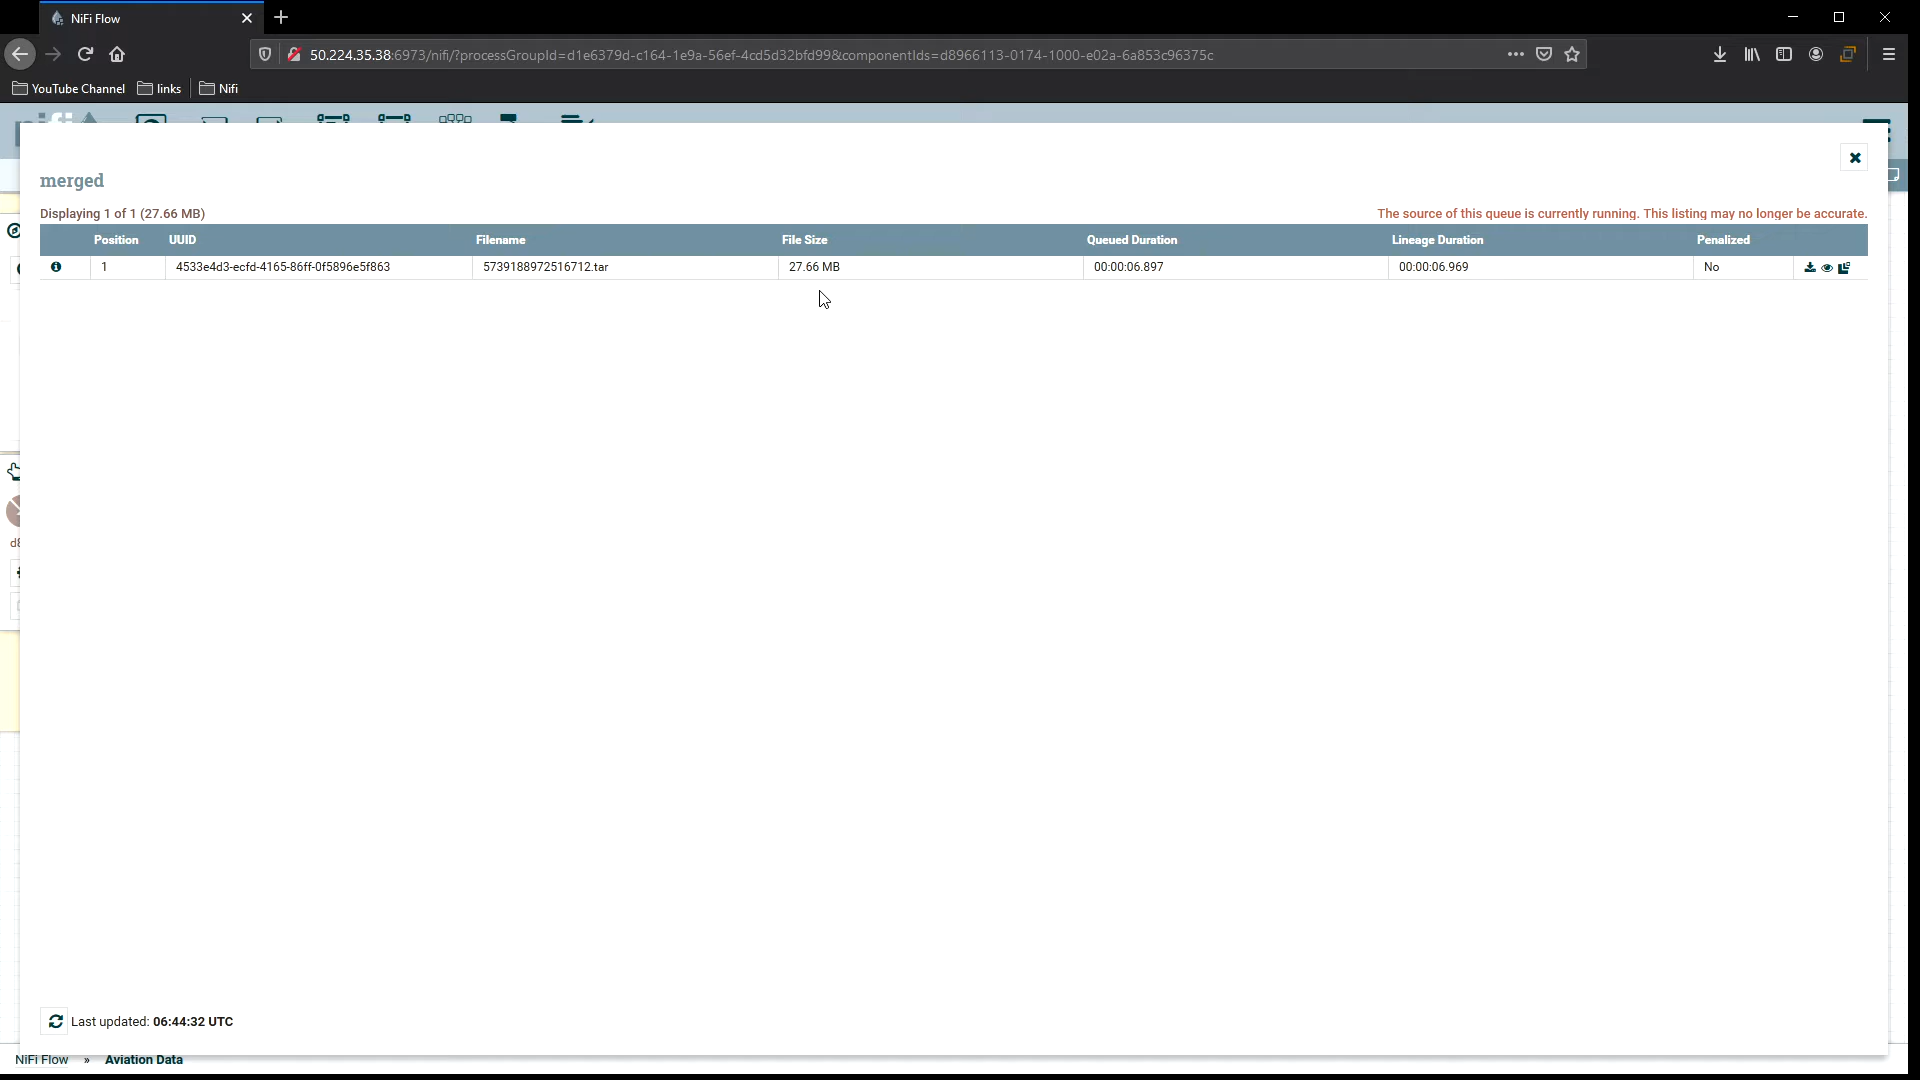 NiFi Flow
50.224.35.38:6973/nifi/?processGroupId=d1e6379d-c164-1e9a-56ef-4cd5d32bfd99&componentIds=d8966113-0174-1000-e02a-6a853c96375c
YouTube Channel links Nifi
merged
Displaying 1 of 1 (27.66 MB) The source of this queue is currently running. This listing may no longer be accurate.
Position UUID Filename File Size Queued Duration Lineage Duration Penalized
1 4533e4d3-ecfd-4165-86ff-0f5896e5f863 5739188972516712.tar 27.66 MB 00:00:06.897 00:00:06.969 No
Last updated: 06:44:32 UTC
NiFi Flow » Aviation Data